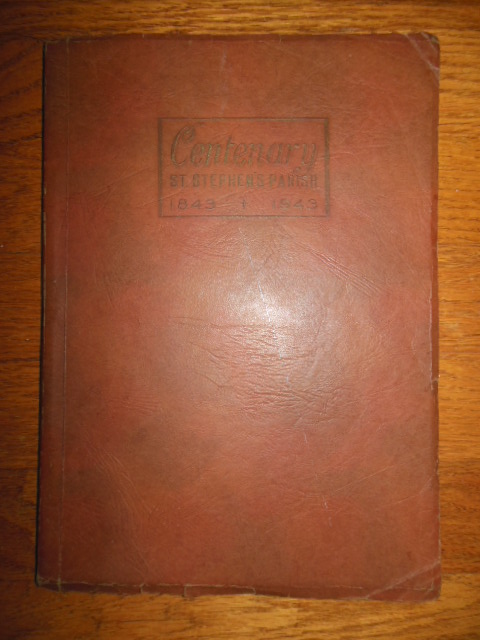 Centenary
ST. STEPHEN'S PARISH
1843 † 1943